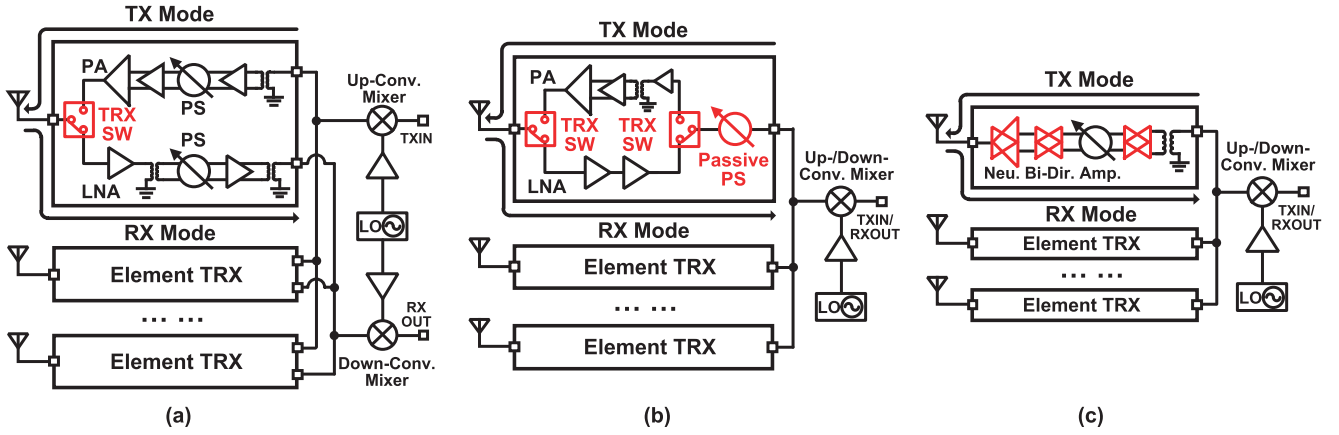 TX Mode
PA
PS
TRX
SW
PS
LNA
RX Mode
Element TRX
... ...
Element TRX
Up-Conv.
Mixer
TXIN
LO
RX
OUT
Down-Conv.
Mixer
(a)
TX Mode
PA
TRX
SW
TRX
SW
Passive
PS
LNA
RX Mode
Element TRX
... ...
Element TRX
Up-/Down-
Conv. Mixer
TXIN/
RXOUT
LO
(b)
TX Mode
Neu. Bi-Dir. Amp.
RX Mode
Element TRX
... ...
Element TRX
Up-/Down-
Conv. Mixer
TXIN/
RXOUT
LO
(c)